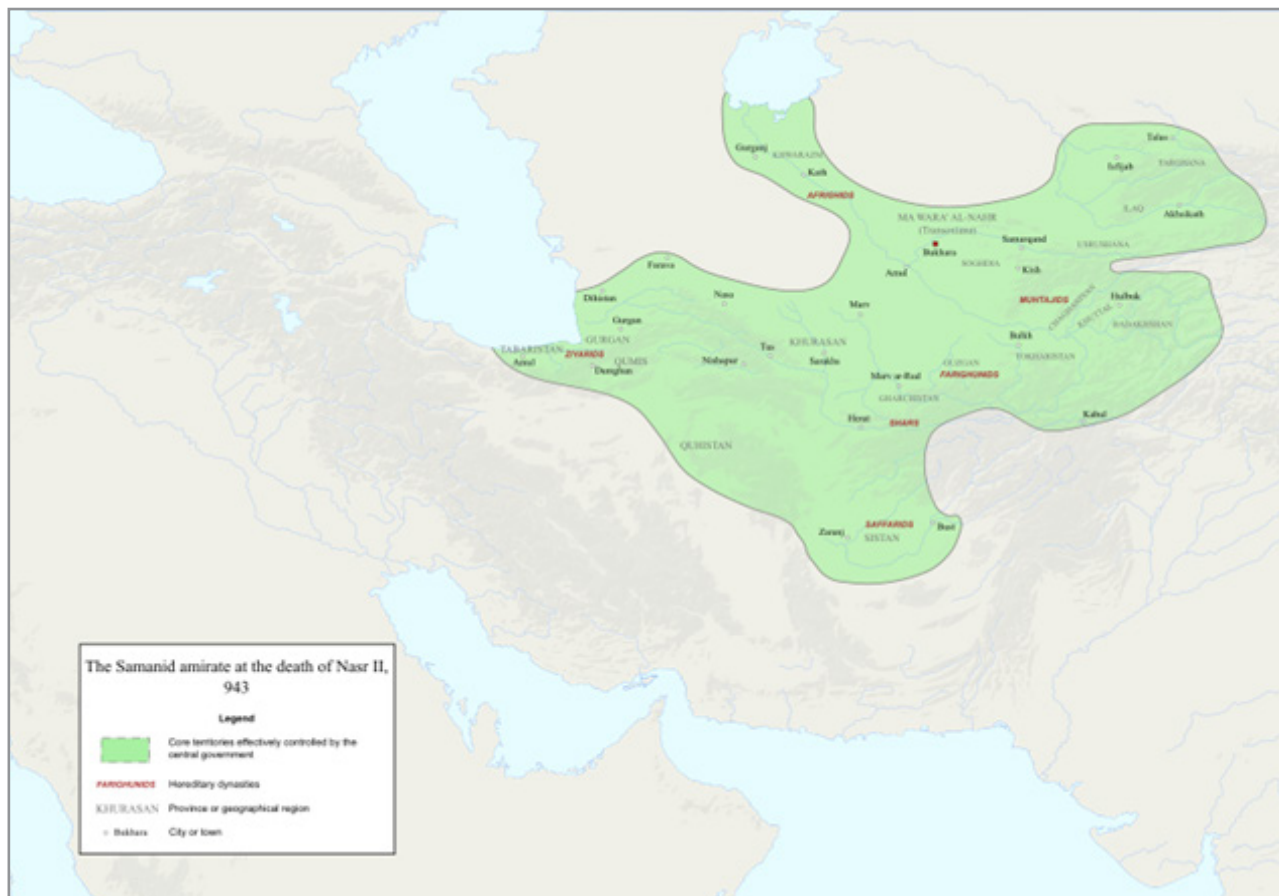 Gurganj
KHWARAZM
Kath
AFRIGHIDS
Talas
Isfijab
FARGHANA
ILAQ
Akhsikath
MA WARA' AL-NAHR
(Transoxiana)
Bukhara
Samarqand
USHRUSANA
SOGHDIA
Amul
Kish
MUHTAJIDS
CHAGHANIYAN
KHUTTAL
Hulbuk
BADAKHSHAN
Farava
Dihistan
Nasa
Marv
Gurgan
GURGAN
TABARISTAN
ZIYARIDS
Amul
QUMIS
Damghan
Tus
KHURASAN
Nishapur
Sarakhs
Balkh
TOKHARISTAN
GUZGAN
FARIGHUNIDS
Marv ar-Rud
GHARCHISTAN
Herat
SHARS
Kabul
QUHISTAN
SAFFARIDS
Zaranj
SISTAN
Bust
The Samanid amirate at the death of Nasr II,
943
Legend
Core territories effectively controlled by the
central government
FARIGHUNIDS Hereditary dynasties
KHURASAN Province or geographical region
Bukhara City or town